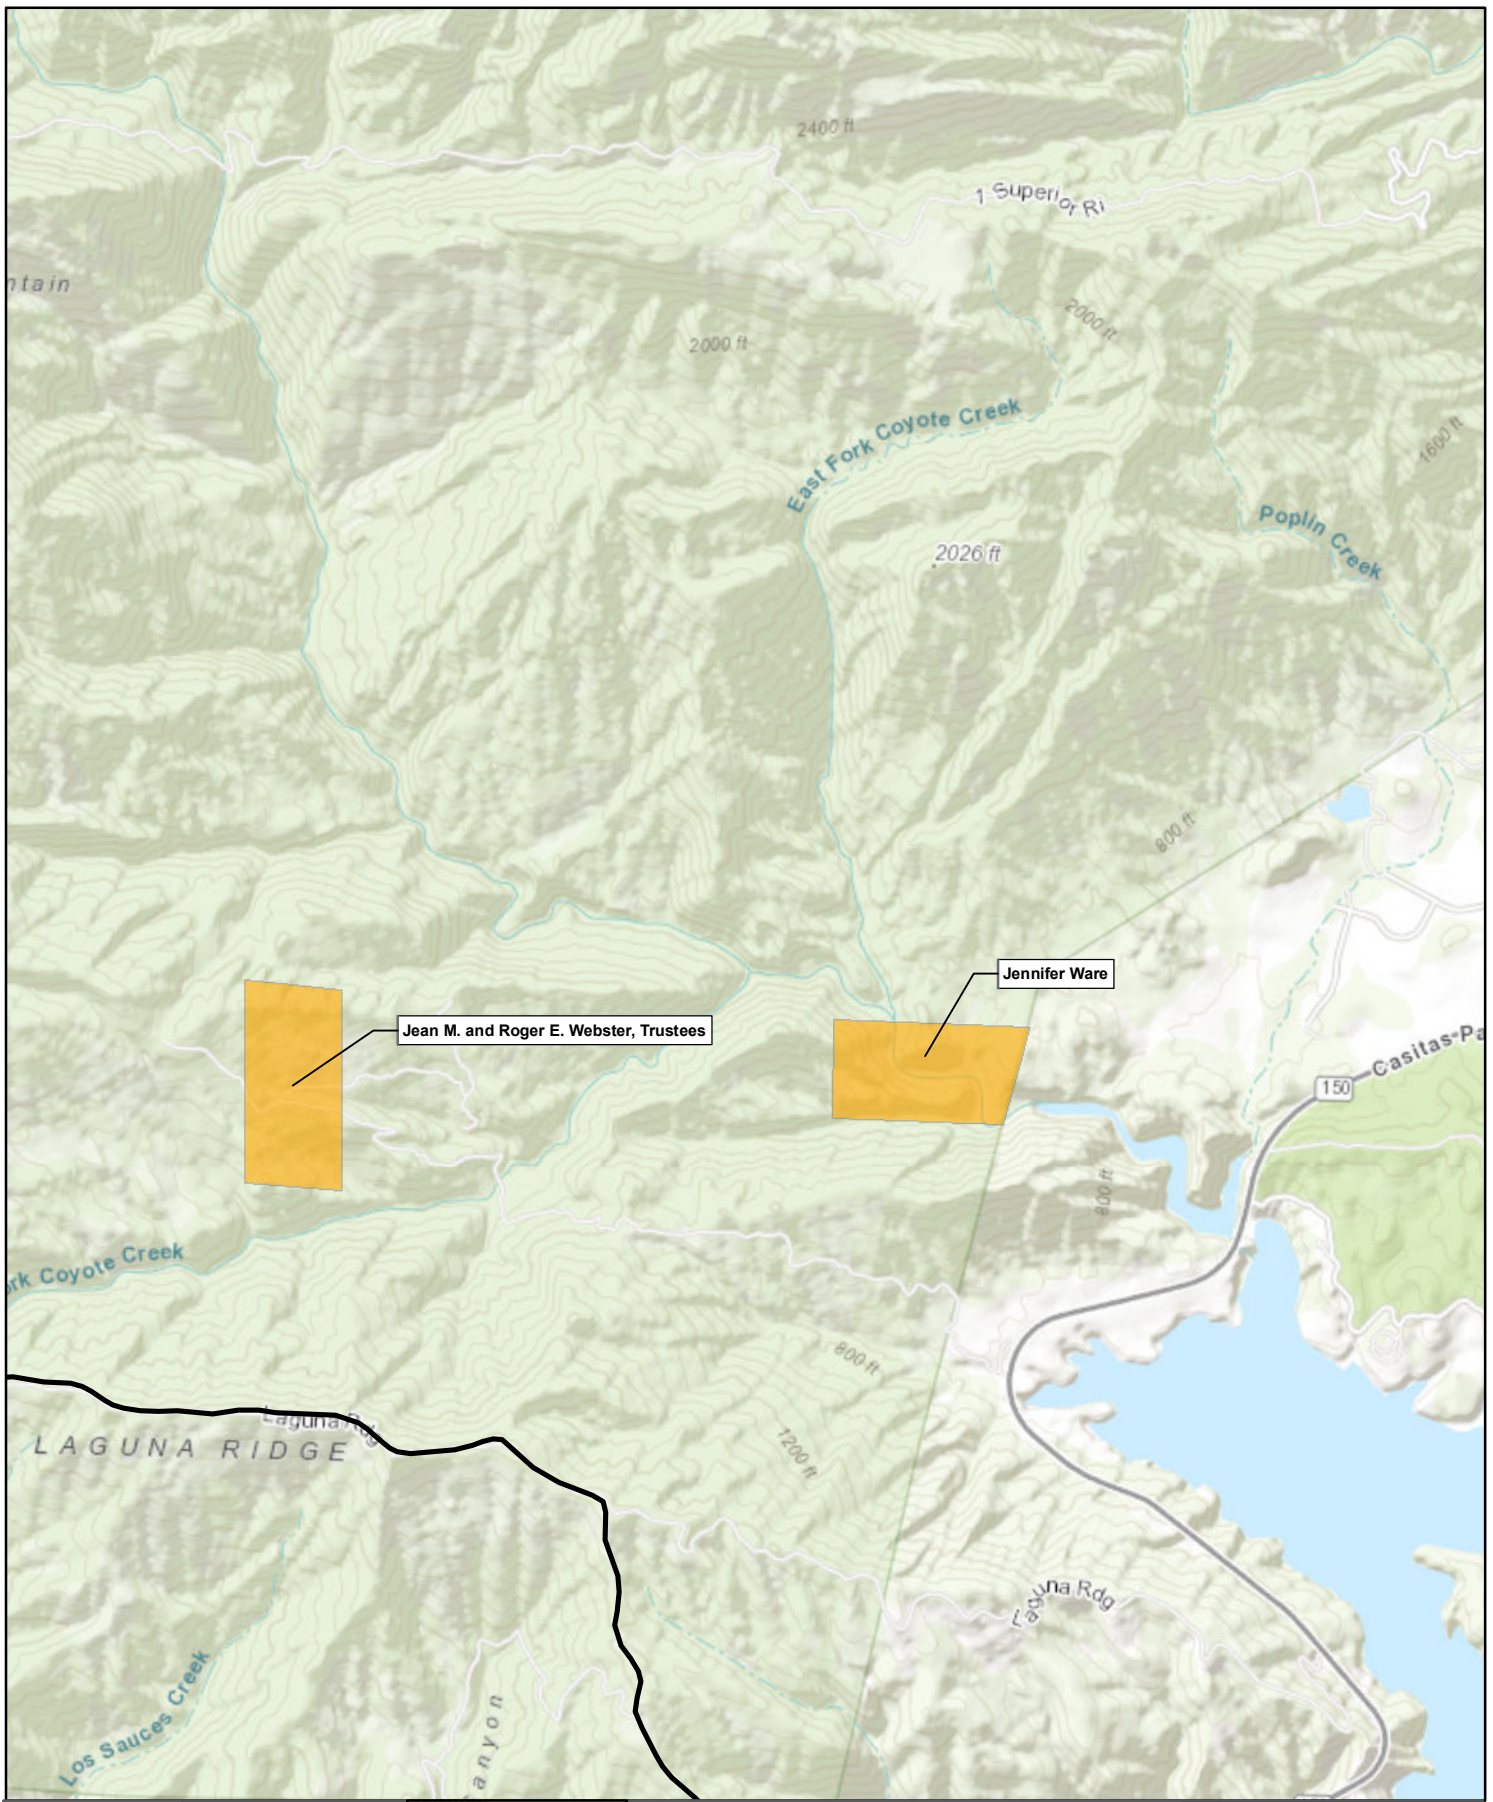 2400 ft
1 Superior Ri
ntain
2000 ft
2000 ft
East Fork Coyote Creek
1600 ft
Poplin Creek
2026 ft
800 ft
Jennifer Ware
Jean M. and Roger E. Webster, Trustees
Casitas-Pa
150
800 ft
ork Coyote Creek
800 ft
Laguna Rdg
LAGUNA RIDGE
1200 ft
Laguna Rdg
Los Sauces Creek
anyon